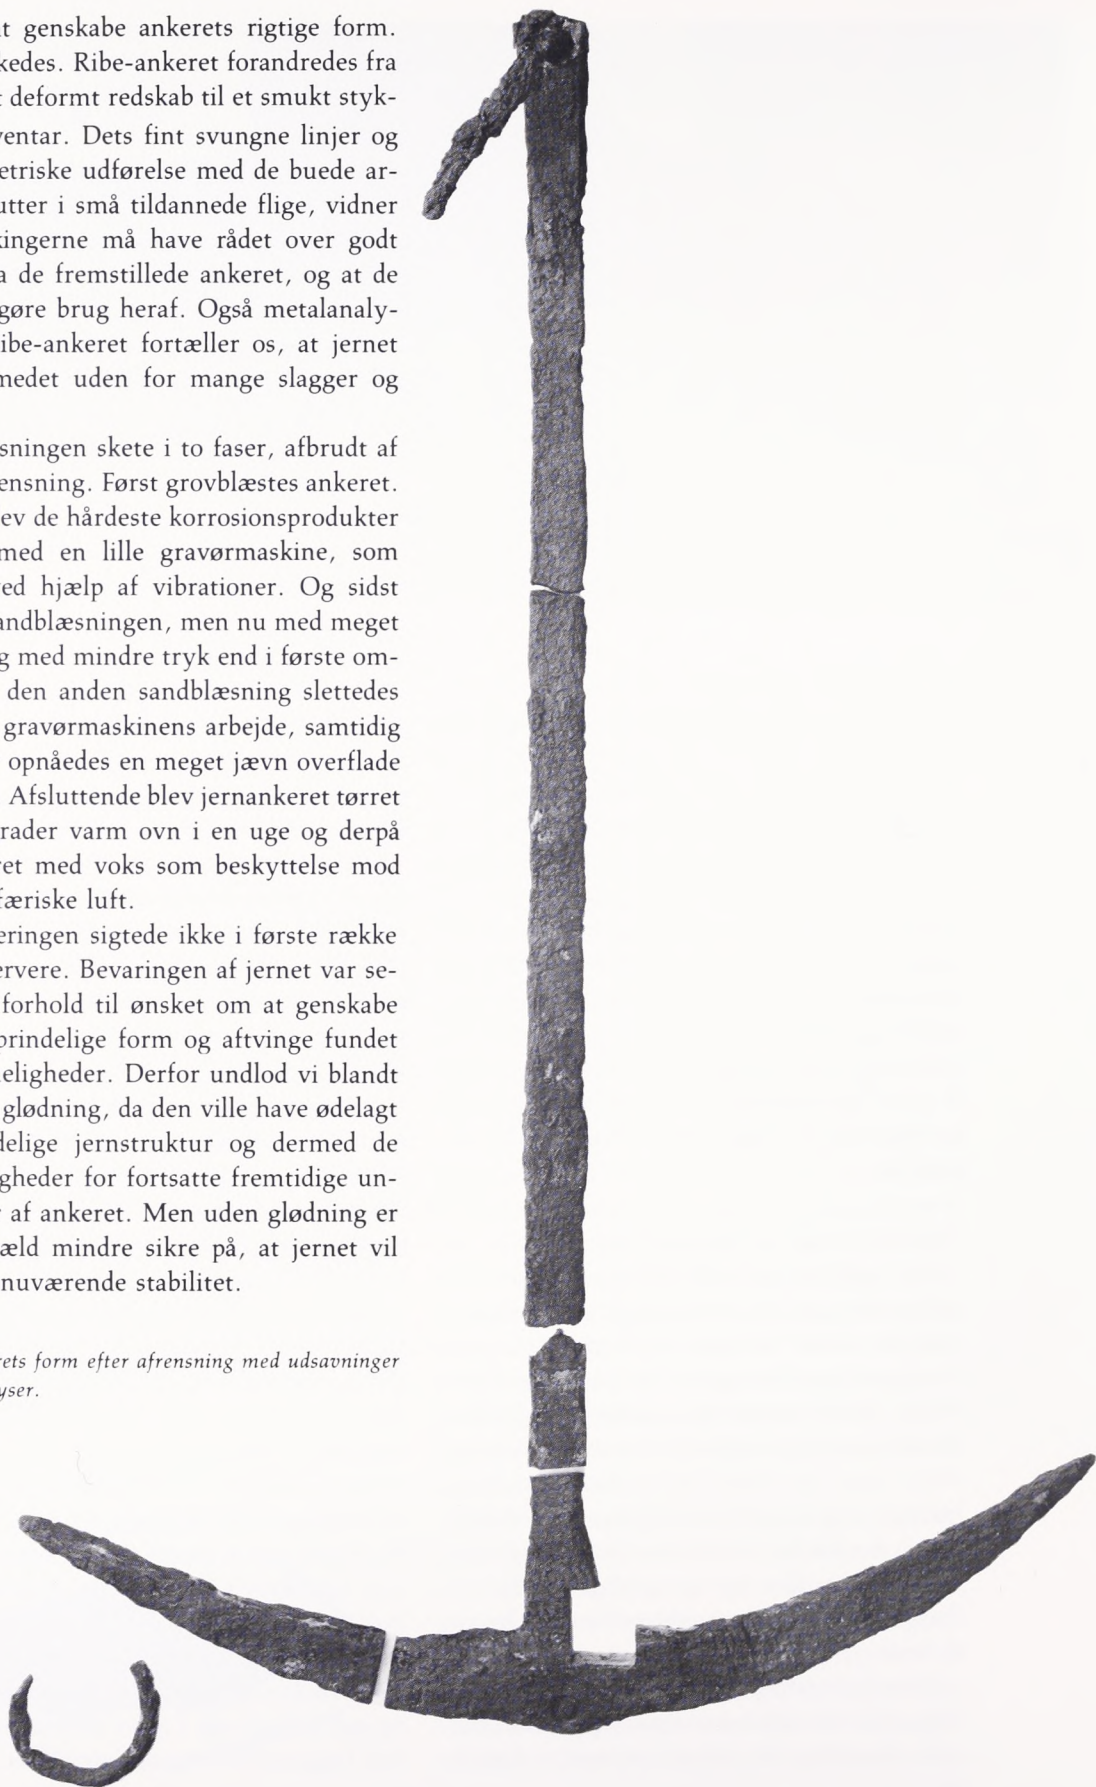 t genskabe ankerets rigtige form.
kedes. Ribe-ankeret forandredes fra
t deformt redskab til et smukt styk-
ventar. Dets fint svungne linjer og
etriske udførelse med de buede ar-
utter i små tildannede flige, vidner
kingerne må have rådet over godt
a de fremstillede ankeret, og at de
gøre brug heraf. Også metalanaly-
ibe-ankeret fortæller os, at jernet
medet uden for mange slagger og
sningen skete i to faser, afbrudt af
ensning. Først grovblæstes ankeret.
ev de hårdeste korrosionsprodukter
med en lille gravørmaskine, som
ed hjælp af vibrationer. Og sidst
andblæsningen, men nu med meget
g med mindre tryk end i første om-
den anden sandblæsning slettedes
gravørmaskinens arbejde, samtidig
opnåedes en meget jævn overflade
Afsluttende blev jernankeret tørret
rader varm ovn i en uge og derpå
ret med voks som beskyttelse mod
færiske luft.
eringen sigtede ikke i første række
ervere. Bevaringen af jernet var se-
forhold til ønsket om at genskabe
prindelige form og aftvinge fundet
eligheder. Derfor undlod vi blandt
glødning, da den ville have ødelagt
delige jernstruktur og dermed de
gheder for fortsatte fremtidige un-
r af ankeret. Men uden glødning er
æld mindre sikre på, at jernet vil
nuværende stabilitet.
rets form efter afrensning med udsavninger
yser.